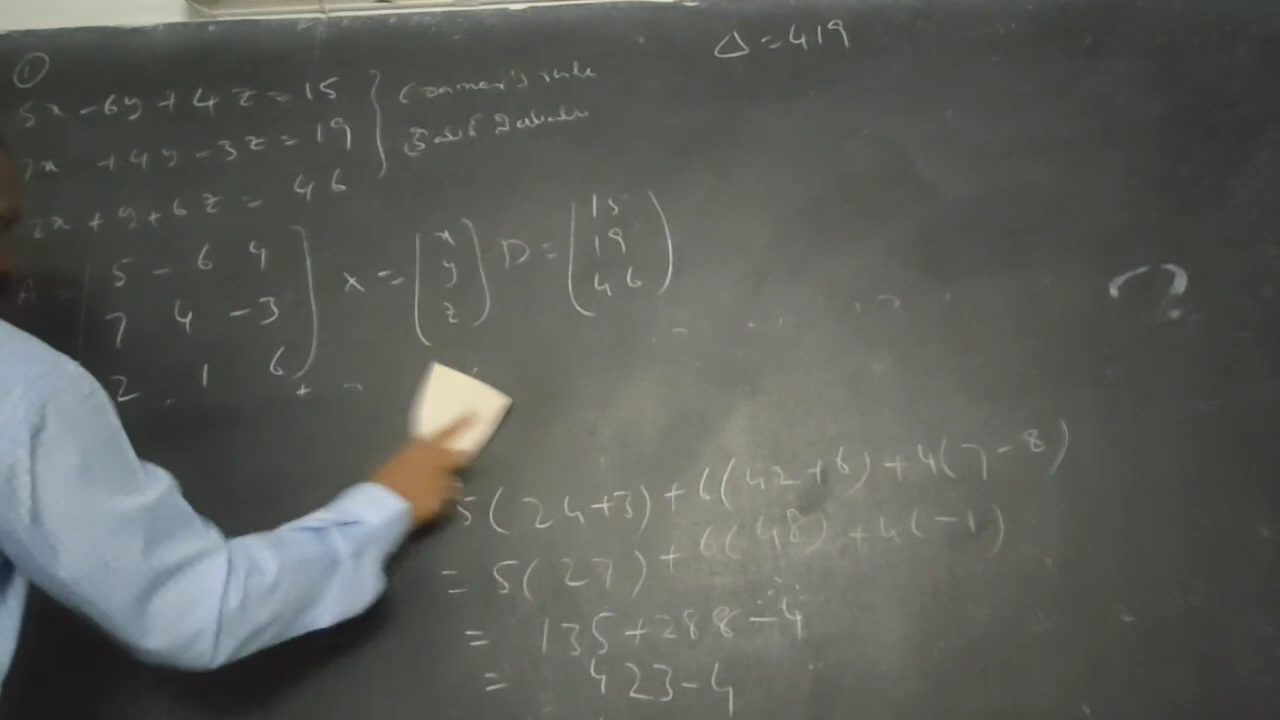 ①
5x - 6y + 4z = 15
7x + 4y - 3z = 19
2x + y + 6z = 46
Cramer's rule
Δ = 419
A = 5 - 6 4
7 4 - 3
2 1 6
X = x
y
z
D = 15
19
46
5(24+3) + 6(42+6) + 4(7-8)
= 5(27) + 6(48) + 4(-1)
= 135 + 288 - 4
= 423 - 4